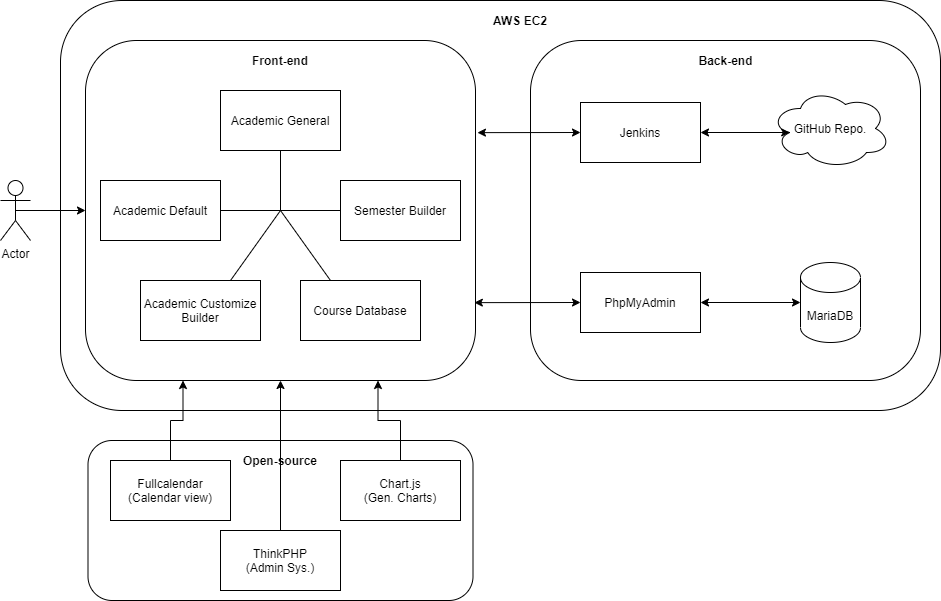 AWS EC2
Front-end
Back-end
Academic General
Jenkins
GitHub Repo.
Academic Default
Semester Builder
Actor
Academic Customize
Builder
Course Database
PhpMyAdmin
MariaDB
Open-source
Fullcalendar
(Calendar view)
Chart.js
(Gen. Charts)
ThinkPHP
(Admin Sys.)